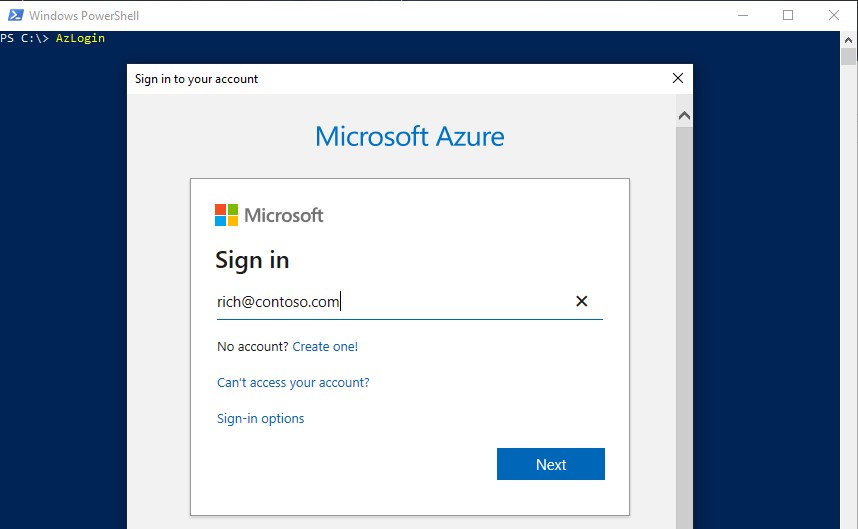 Windows PowerShell
PS C:\> AzLogin
Sign in to your account
Microsoft Azure
Microsoft
Sign in
rich@contoso.com
No account? Create one!
Can't access your account?
Sign-in options
Next